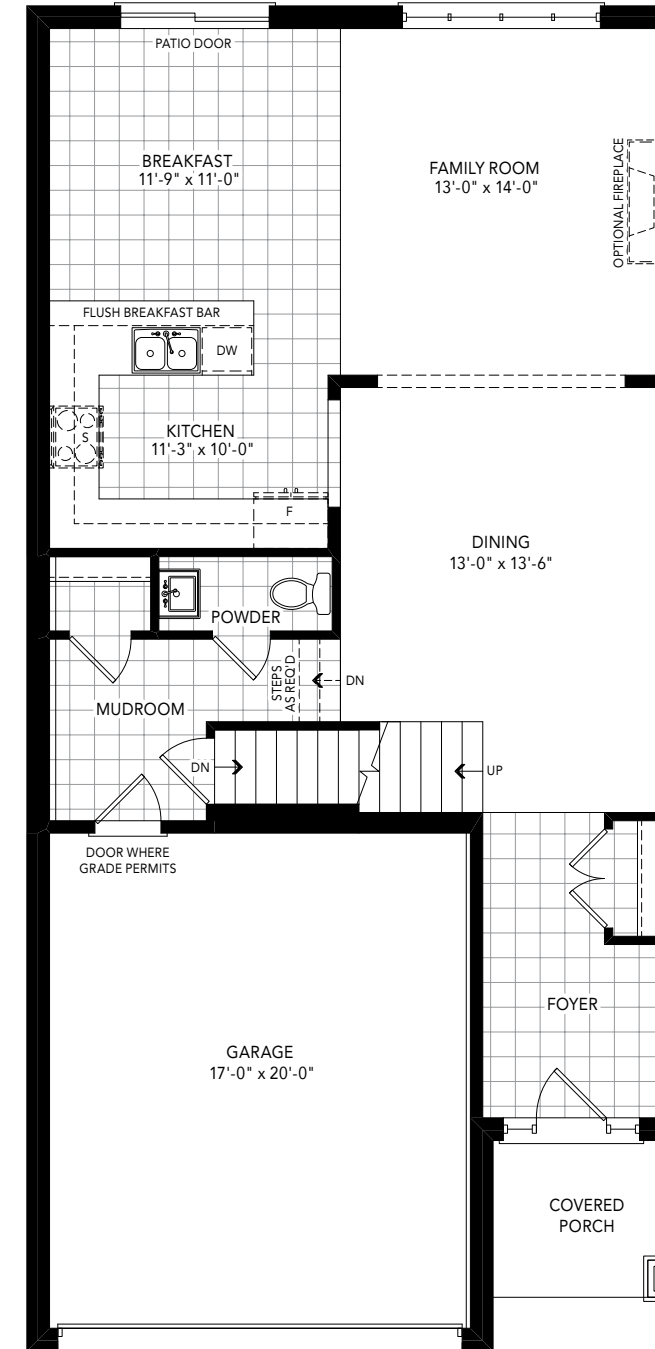 PATIO DOOR
BREAKFAST
11'-9" x 11'-0"
FAMILY ROOM
13'-0" x 14'-0"
OPTIONAL FIREPLACE
FLUSH BREAKFAST BAR
DW
S
KITCHEN
11'-3" x 10'-0"
F
DINING
13'-0" x 13'-6"
POWDER
STEPS
AS REQ'D
DN
MUDROOM
DN
UP
DOOR WHERE
GRADE PERMITS
FOYER
GARAGE
17'-0" x 20'-0"
COVERED
PORCH